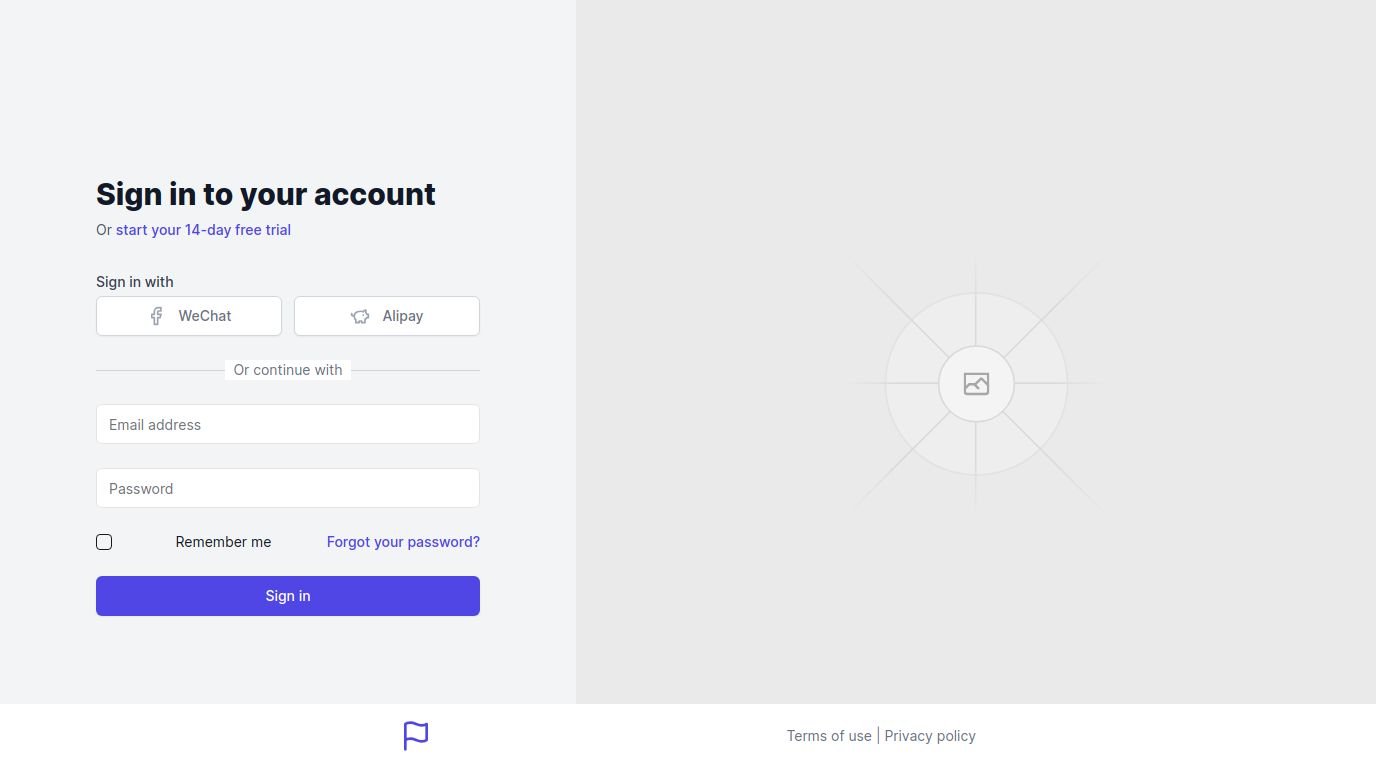 Sign in to your account
Or start your 14-day free trial
Sign in with
WeChat
Alipay
Or continue with
Email address
Password
Remember me
Forgot your password?
Sign in
Terms of use | Privacy policy